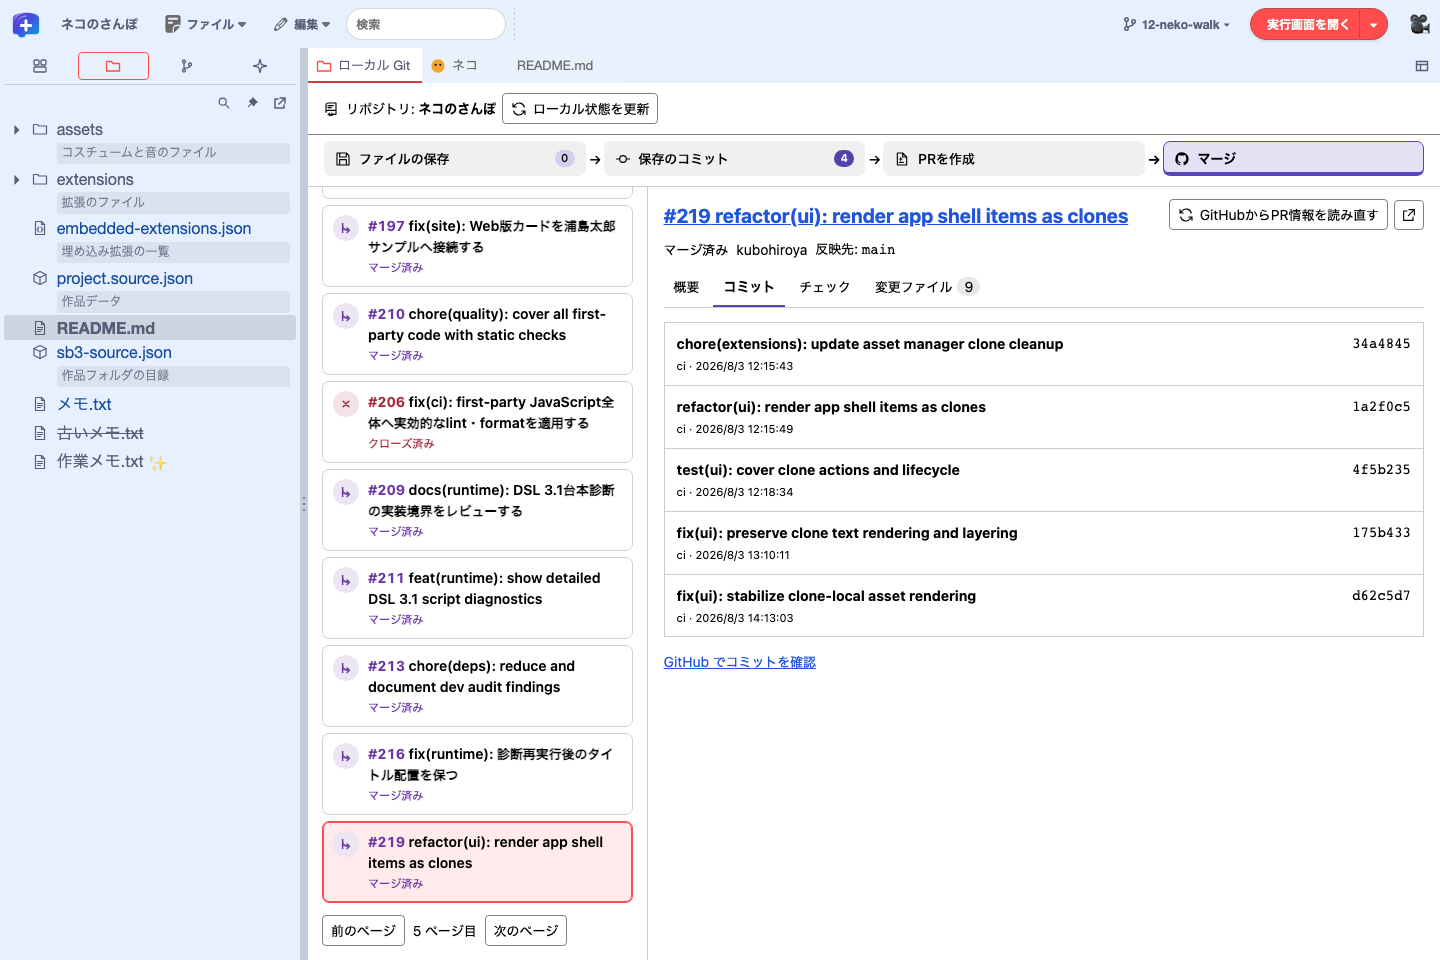 ネコのさんぽ
ファイル
編集
検索
12-neko-walk
実行画面を開く
ローカル Git
ネコ
README.md
リポジトリ: ネコのさんぽ
ローカル状態を更新
ファイルの保存 0
保存のコミット 4
PRを作成
マージ
assets
コスチュームと音のファイル
extensions
拡張のファイル
embedded-extensions.json
埋め込み拡張の一覧
project.source.json
作品データ
README.md
sb3-source.json
作品フォルダの目録
メモ.txt
古いメモ.txt
作業メモ.txt ✨
#197 fix(site): Web版カードを浦島太郎
サンプルへ接続する
マージ済み
#210 chore(quality): cover all first-
party code with static checks
マージ済み
#206 fix(ci): first-party JavaScript全
体へ実効的なlint・formatを適用する
クローズ済み
#209 docs(runtime): DSL 3.1台本診断
の実装境界をレビューする
マージ済み
#211 feat(runtime): show detailed
DSL 3.1 script diagnostics
マージ済み
#213 chore(deps): reduce and
document dev audit findings
マージ済み
#216 fix(runtime): 診断再実行後のタイ
トル配置を保つ
マージ済み
#219 refactor(ui): render app shell
items as clones
マージ済み
前のページ
5 ページ目
次のページ
#219 refactor(ui): render app shell items as clones
GitHubからPR情報を読み直す
マージ済み kubohiroya 反映先: main
概要
コミット
チェック
変更ファイル 9
chore(extensions): update asset manager clone cleanup
34a4845
ci · 2026/8/3 12:15:43
refactor(ui): render app shell items as clones
1a2f0c5
ci · 2026/8/3 12:15:49
test(ui): cover clone actions and lifecycle
4f5b235
ci · 2026/8/3 12:18:34
fix(ui): preserve clone text rendering and layering
175b433
ci · 2026/8/3 13:10:11
fix(ui): stabilize clone-local asset rendering
d62c5d7
ci · 2026/8/3 14:13:03
GitHub でコミットを確認